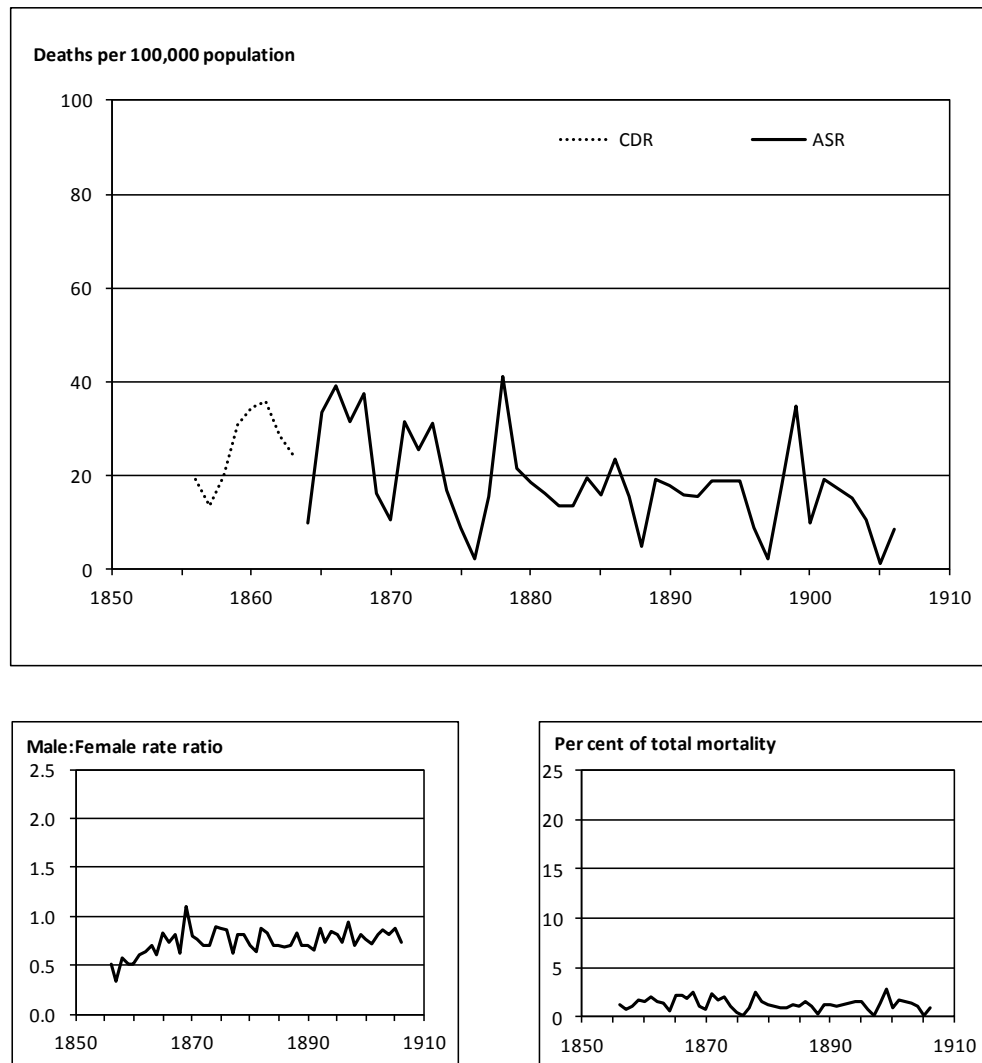 Deaths per 100,000 population
100
80
60
40
20
0
CDR ASR
1850 1860 1870 1880 1890 1900 1910
Male:Female rate ratio
2.5
2.0
1.5
1.0
0.5
0.0
1850 1870 1890 1910
Per cent of total mortality
25
20
15
10
5
0
1850 1870 1890 1910